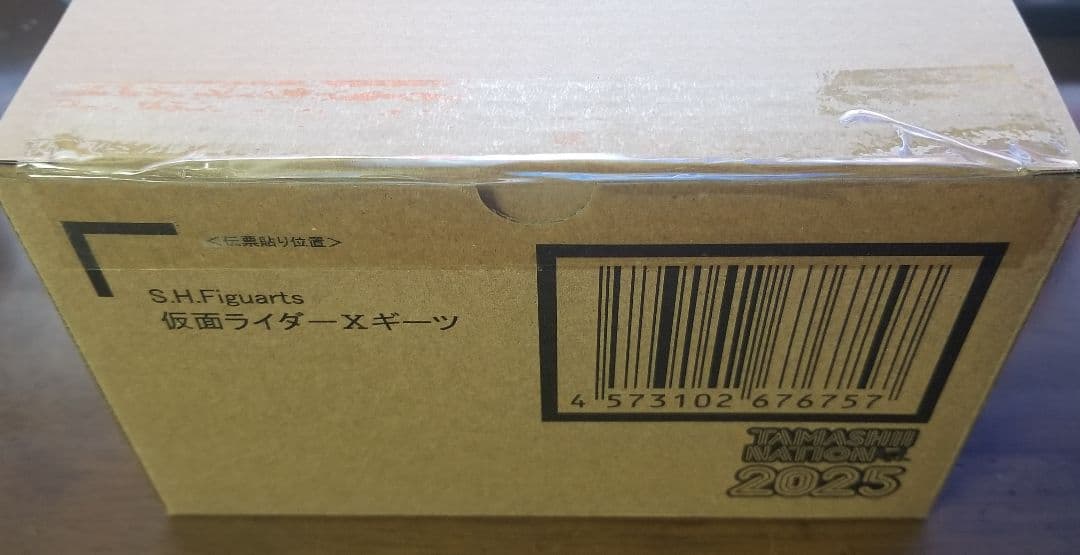 <伝票貼り位置>
S.H.Figuarts
仮面ライダーXギーツ
4 573102 676757
TAMASHII
NATION
2025